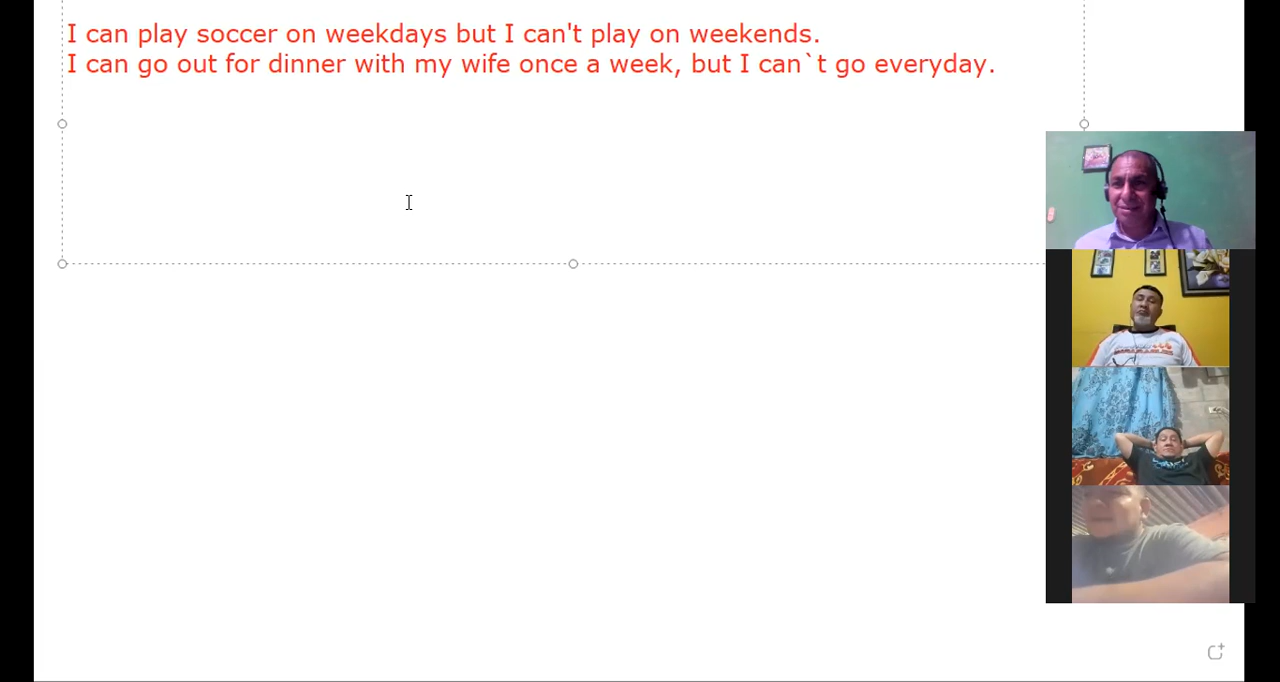 I can play soccer on weekdays but I can't play on weekends.
I can go out for dinner with my wife once a week, but I can`t go everyday.